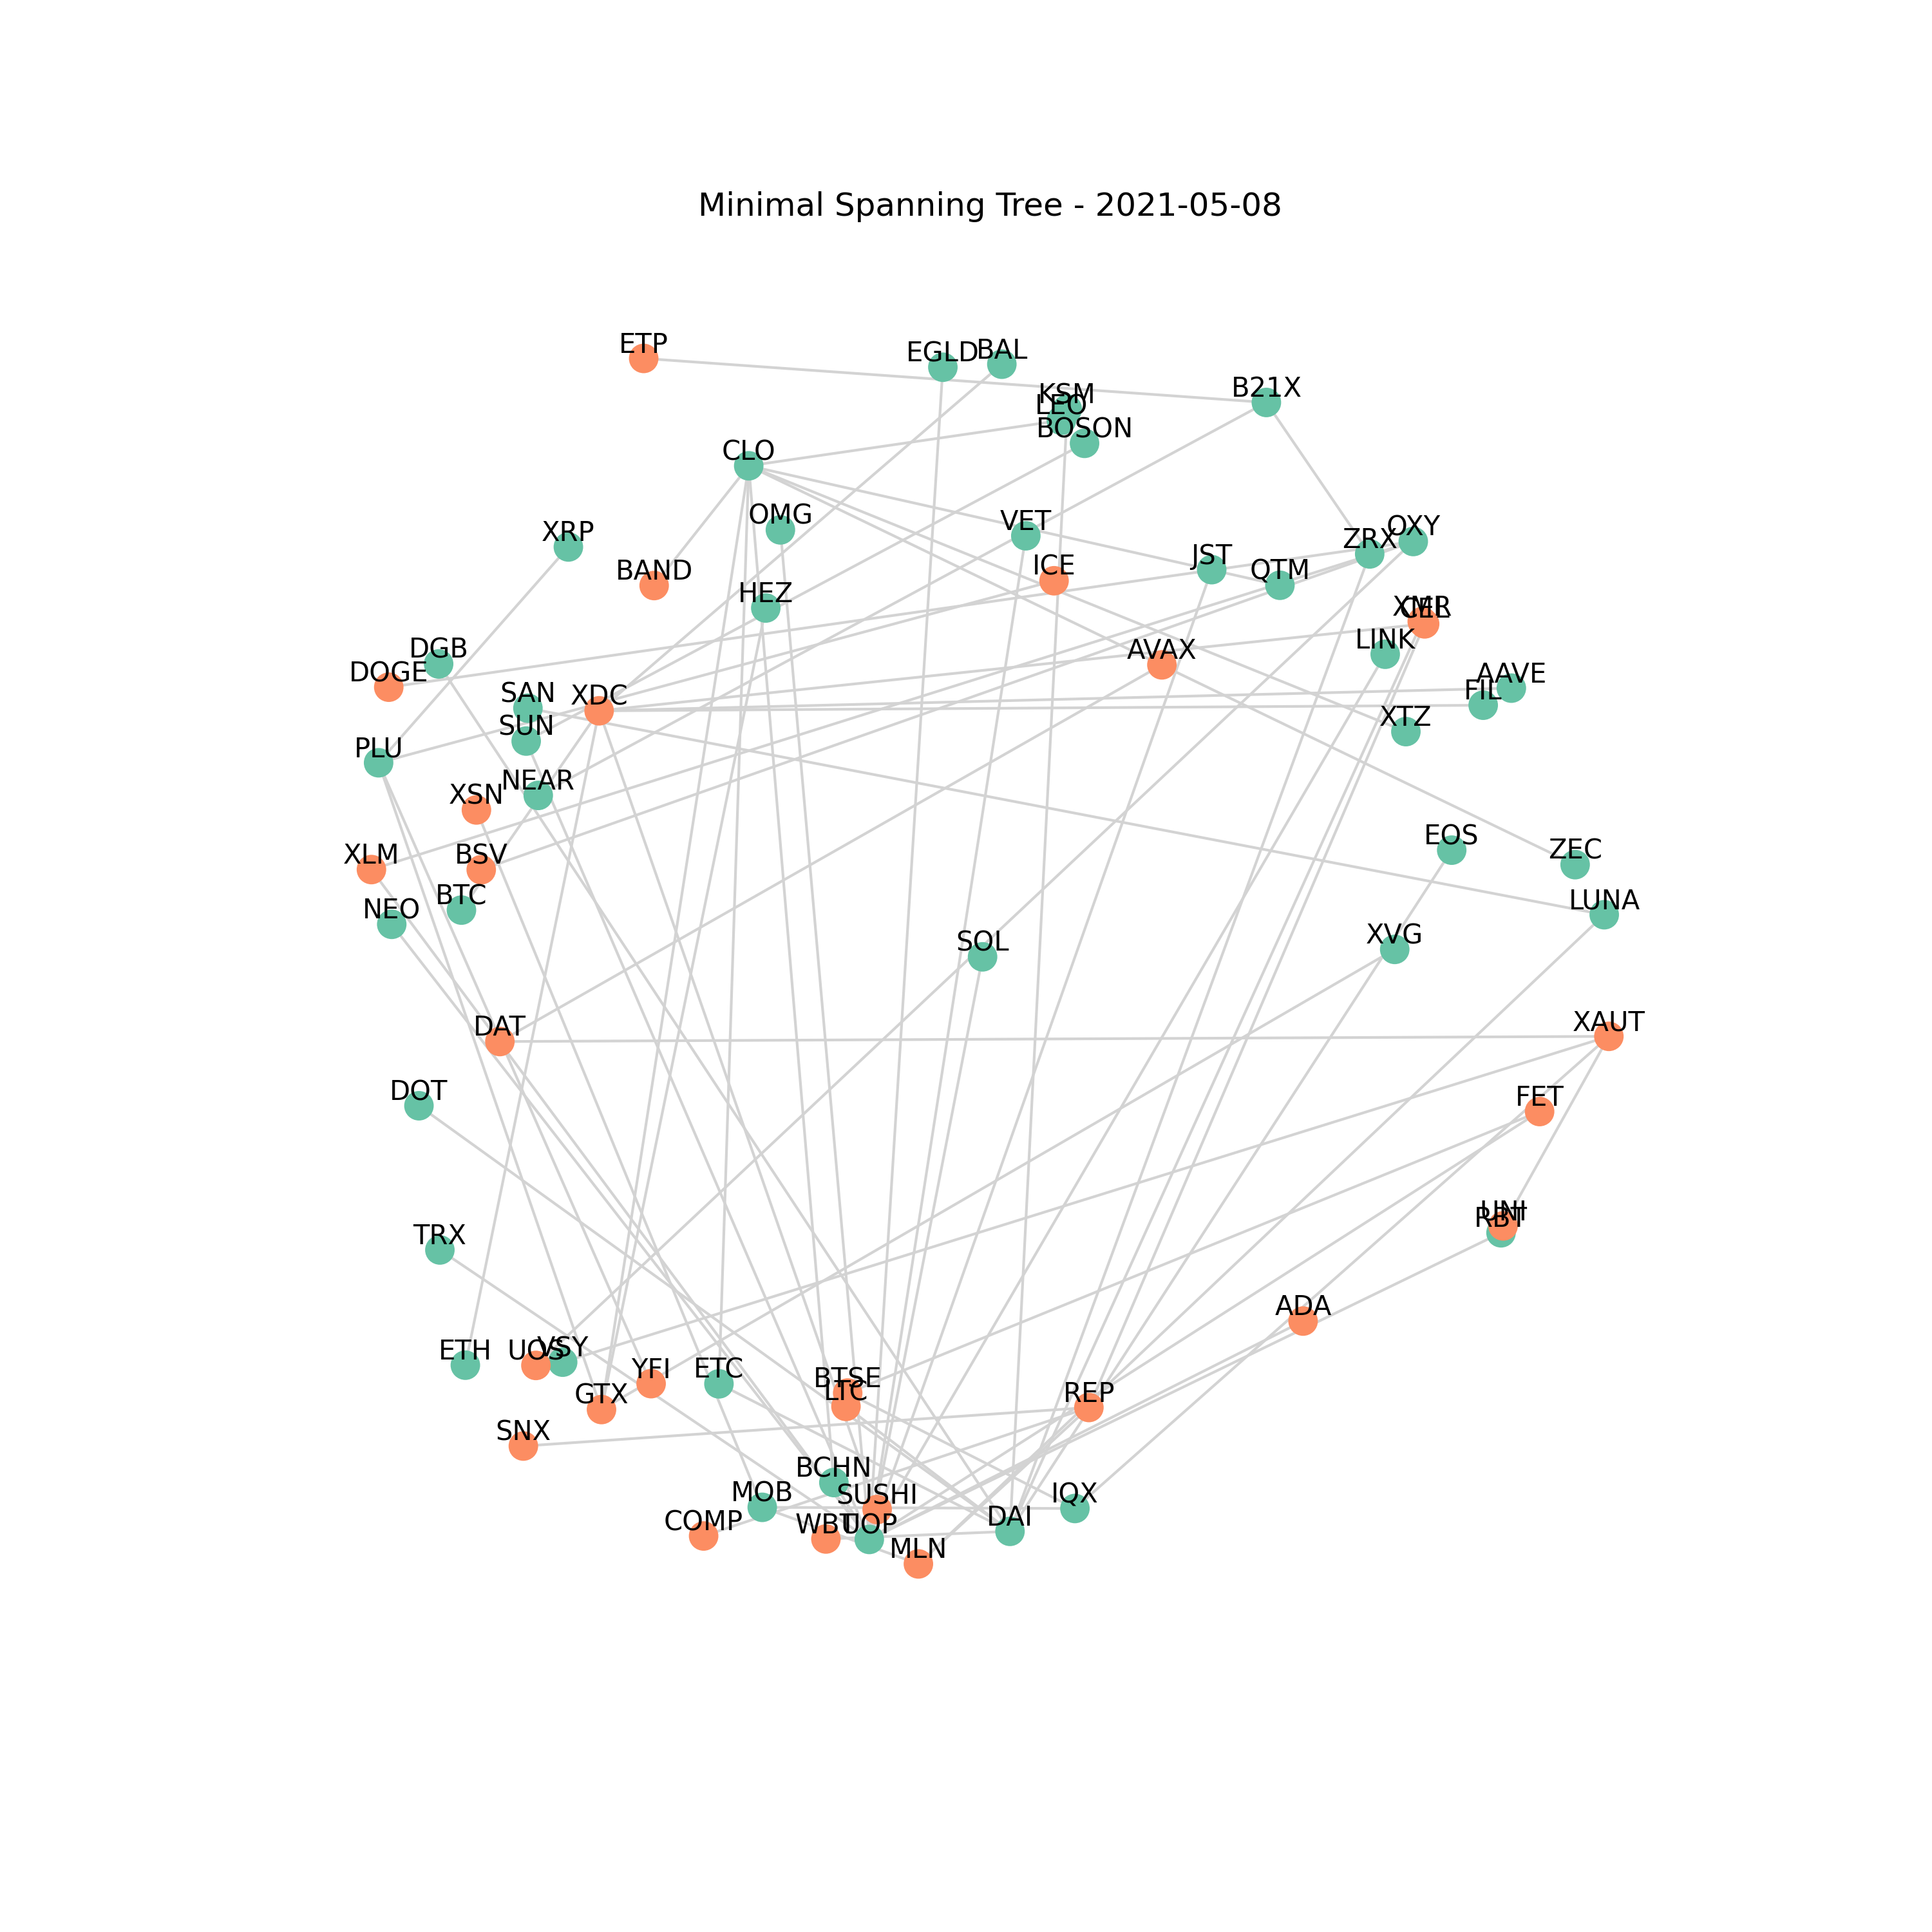 Minimal Spanning Tree - 2021-05-08
ETP
EGLD
BAL
B21X
KSM
LEO
BOSON
CLO
OMG
VET
XRP
OXY
ZRX
BAND
ICE
JST
QTM
HEZ
XMR
CEL
LINK
DGB
AVAX
DOGE
AAVE
SAN
XDC
FIL
SUN
XTZ
PLU
NEAR
XSN
EOS
XLM
BSV
ZEC
BTC
LUNA
NEO
SOL
XVG
DAT
XAUT
DOT
FET
UNI
RBT
TRX
ADA
ETH
UOS
VSY
YFI
ETC
BTSE
LTC
GTX
REP
SNX
BCHN
MOB
SUSHI
IQX
COMP
WBT
UOP
DAI
MLN